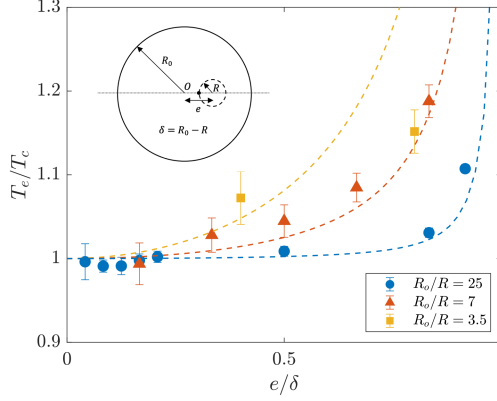 1.3
1.2
1.1
1
0.9
T_e/T_c
R_0
O
R
e
δ = R_0 − R
R_o/R = 25
R_o/R = 7
R_o/R = 3.5
0
0.5
e/δ